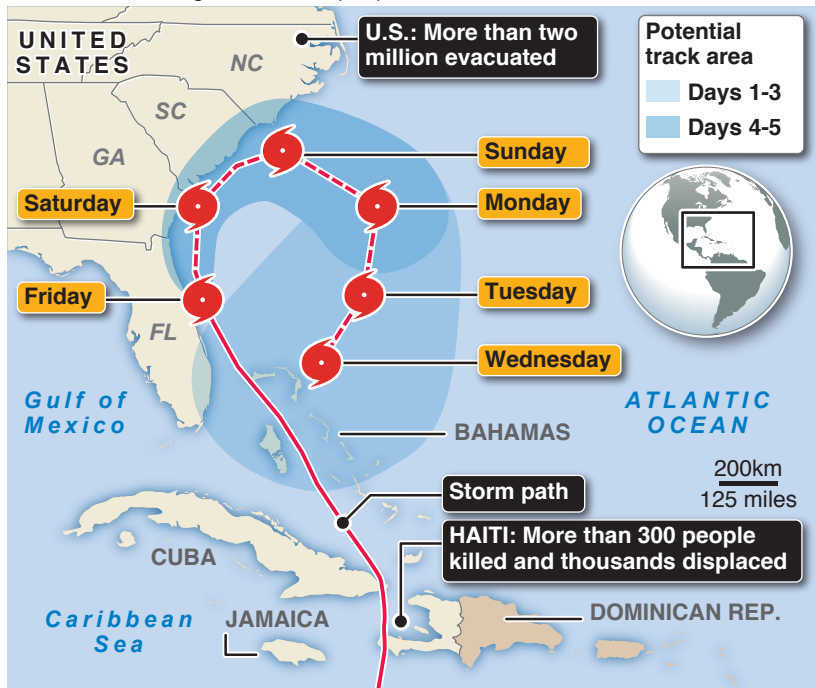 UNITED
STATES
NC
SC
GA
FL
U.S.: More than two
million evacuated
Potential
track area
Days 1-3
Days 4-5
Sunday
Saturday
Monday
Friday
Tuesday
Wednesday
Gulf of
Mexico
ATLANTIC
OCEAN
BAHAMAS
200km
125 miles
Storm path
HAITI: More than 300 people
killed and thousands displaced
CUBA
Caribbean
Sea
JAMAICA
DOMINICAN REP.